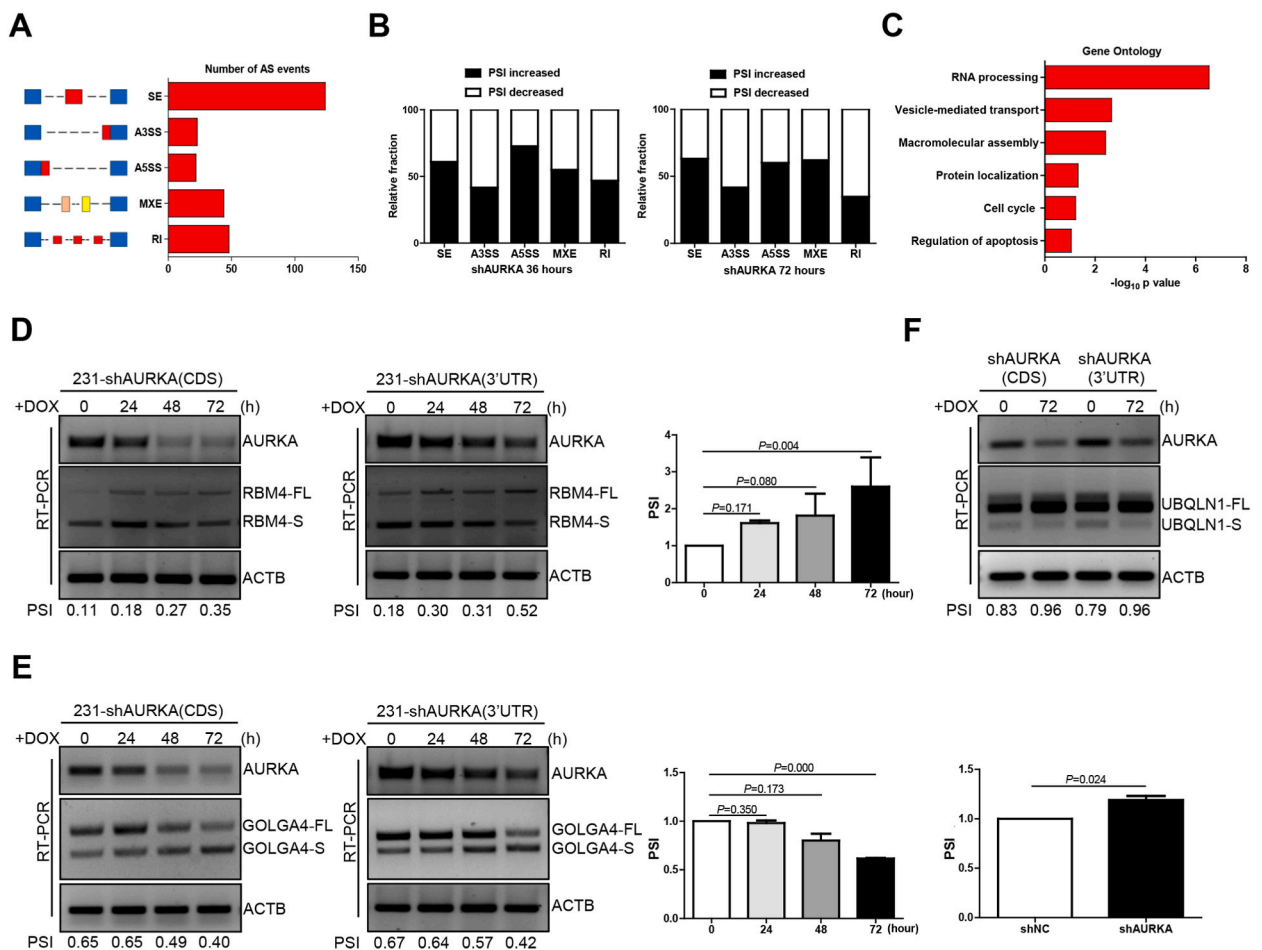 A
Number of AS events
SE
A3SS
A5SS
MXE
RI
0 50 100 150
B
PSI increased
PSI decreased
Relative fraction
100
50
0
SE A3SS A5SS MXE RI
shAURKA 36 hours
PSI increased
PSI decreased
Relative fraction
100
50
0
SE A3SS A5SS MXE RI
shAURKA 72 hours
C
Gene Ontology
RNA processing
Vesicle-mediated transport
Macromolecular assembly
Protein localization
Cell cycle
Regulation of apoptosis
0 2 4 6 8
-log10 p value
D
231-shAURKA(CDS)
+DOX 0 24 48 72 (h)
RT-PCR
AURKA
RBM4-FL
RBM4-S
ACTB
PSI 0.11 0.18 0.27 0.35
231-shAURKA(3'UTR)
+DOX 0 24 48 72 (h)
RT-PCR
AURKA
RBM4-FL
RBM4-S
ACTB
PSI 0.18 0.30 0.31 0.52
PSI
4
3
2
1
0
P=0.004
P=0.080
P=0.171
0 24 48 72 (hour)
F
shAURKA (CDS)
shAURKA (3'UTR)
+DOX 0 72 0 72 (h)
RT-PCR
AURKA
UBQLN1-FL
UBQLN1-S
ACTB
PSI 0.83 0.96 0.79 0.96
E
231-shAURKA(CDS)
+DOX 0 24 48 72 (h)
RT-PCR
AURKA
GOLGA4-FL
GOLGA4-S
ACTB
PSI 0.65 0.65 0.49 0.40
231-shAURKA(3'UTR)
+DOX 0 24 48 72 (h)
RT-PCR
AURKA
GOLGA4-FL
GOLGA4-S
ACTB
PSI 0.67 0.64 0.57 0.42
PSI
1.5
1.0
0.5
0.0
P=0.000
P=0.173
P=0.350
0 24 48 72 (hour)
PSI
1.5
1.0
0.5
0.0
P=0.024
shNC shAURKA